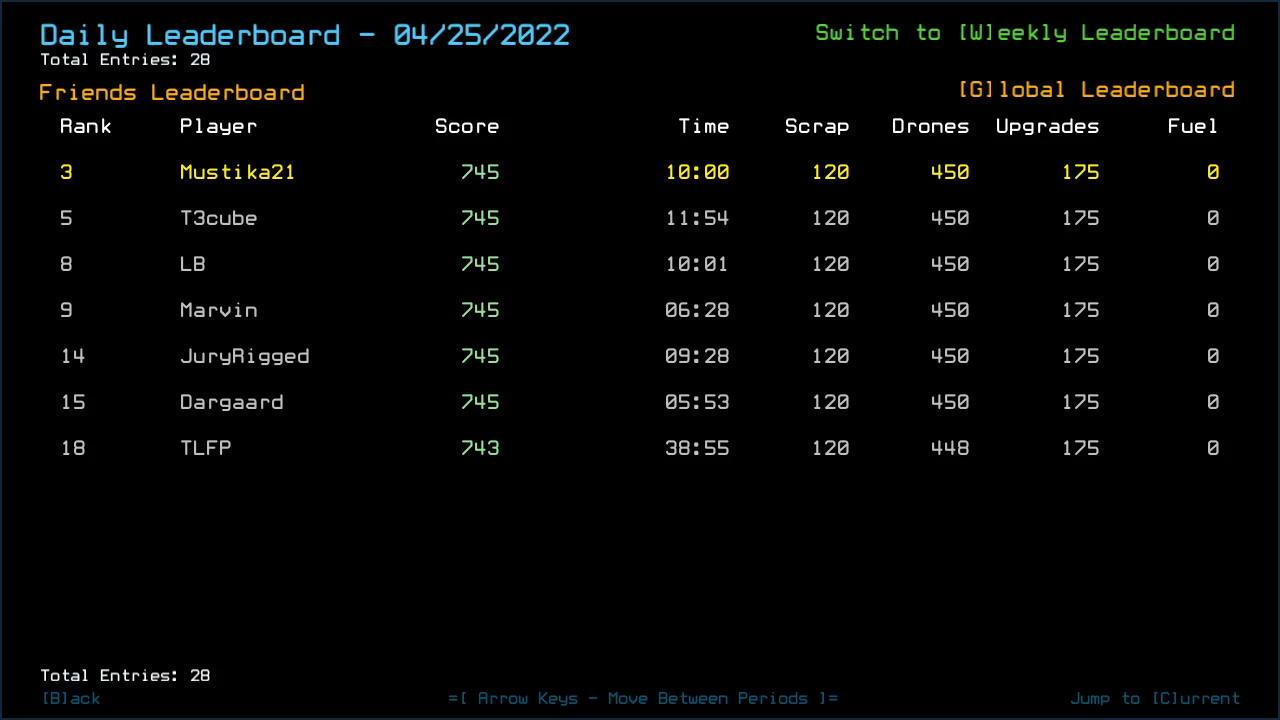 Daily Leaderboard - 04/25/2022
Switch to [W]eekly Leaderboard
Total Entries: 28
Friends Leaderboard
[G]lobal Leaderboard
Rank Player Score Time Scrap Drones Upgrades Fuel
3 Mustika21 745 10:00 120 450 175 0
5 T3cube 745 11:54 120 450 175 0
8 LB 745 10:01 120 450 175 0
9 Marvin 745 06:28 120 450 175 0
14 JuryRigged 745 09:28 120 450 175 0
15 Dargaard 745 05:53 120 450 175 0
18 TLFP 743 38:55 120 448 175 0
Total Entries: 28
[B]ack =[ Arrow Keys - Move Between Periods ]= Jump to [C]urrent